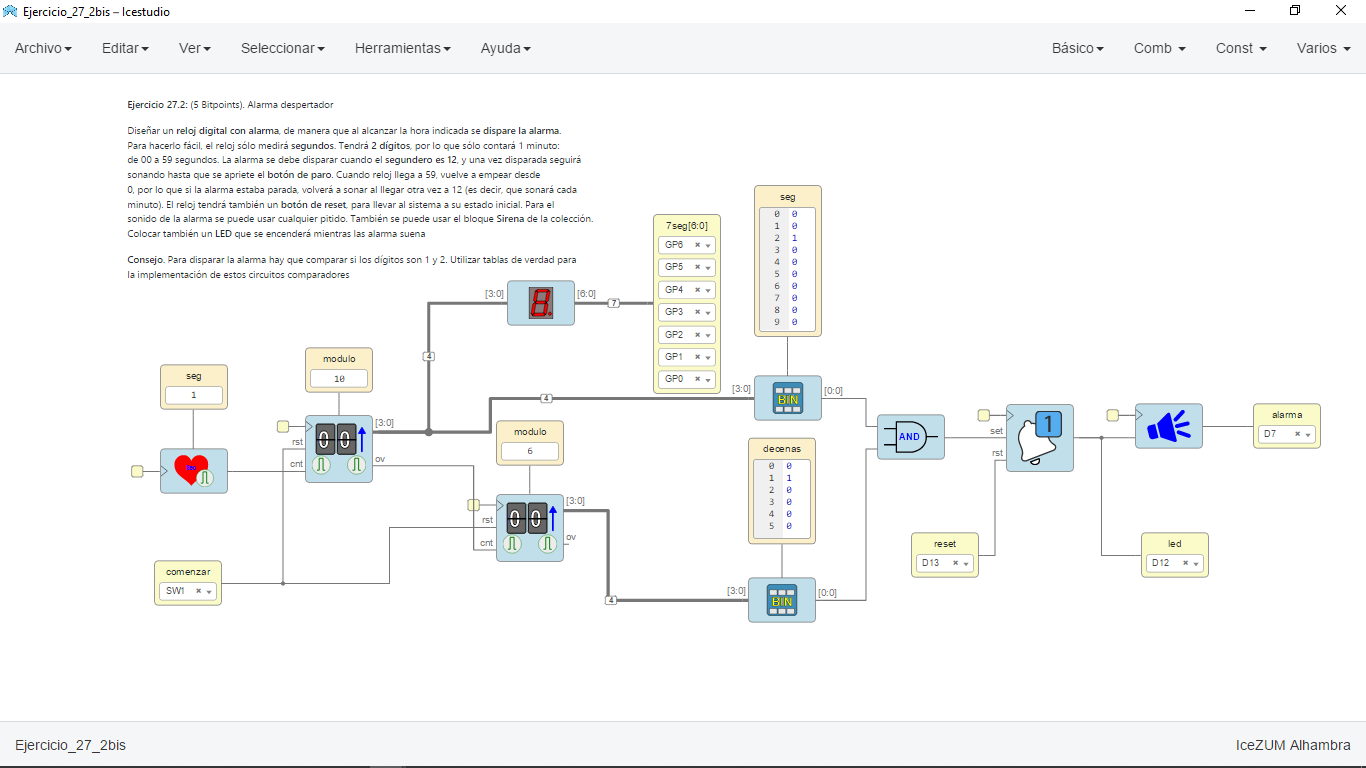 Ejercicio_27_2bis – Icestudio
Archivo Editar Ver Seleccionar Herramientas Ayuda Básico Comb Const Varios
Ejercicio 27.2: (5 Bitpoints). Alarma despertador
Diseñar un reloj digital con alarma, de manera que al alcanzar la hora indicada se dispare la alarma.
Para hacerlo fácil, el reloj sólo medirá segundos. Tendrá 2 dígitos, por lo que sólo contará 1 minuto:
de 00 a 59 segundos. La alarma se debe disparar cuando el segundero es 12, y una vez disparada seguirá
sonando hasta que se apriete el botón de paro. Cuando reloj llega a 59, vuelve a empear desde
0, por lo que si la alarma estaba parada, volverá a sonar al llegar otra vez a 12 (es decir, que sonará cada
minuto). El reloj tendrá también un botón de reset, para llevar al sistema a su estado inicial. Para el
sonido de la alarma se puede usar cualquier pitido. También se puede usar el bloque Sirena de la colección.
Colocar también un LED que se encenderá mientras las alarma suena
Consejo. Para disparar la alarma hay que comparar si los dígitos son 1 y 2. Utilizar tablas de verdad para
la implementación de estos circuitos comparadores
seg
0 0
1 0
2 1
3 0
4 0
5 0
6 0
7 0
8 0
9 0
7seg[6:0]
GP6
GP5
GP4
GP3
GP2
GP1
GP0
[3:0] 8. [6:0] 7
4
seg
1
modulo
10
rst
cnt
00
[3:0]
ov
4
[3:0] BIN [0:0]
modulo
6
rst
cnt
00
[3:0]
ov
4
decenas
0 0
1 1
2 0
3 0
4 0
5 0
[3:0] BIN [0:0]
AND
set
rst
1
alarma
D7
reset
D13
led
D12
comenzar
SW1
Ejercicio_27_2bis IceZUM Alhambra